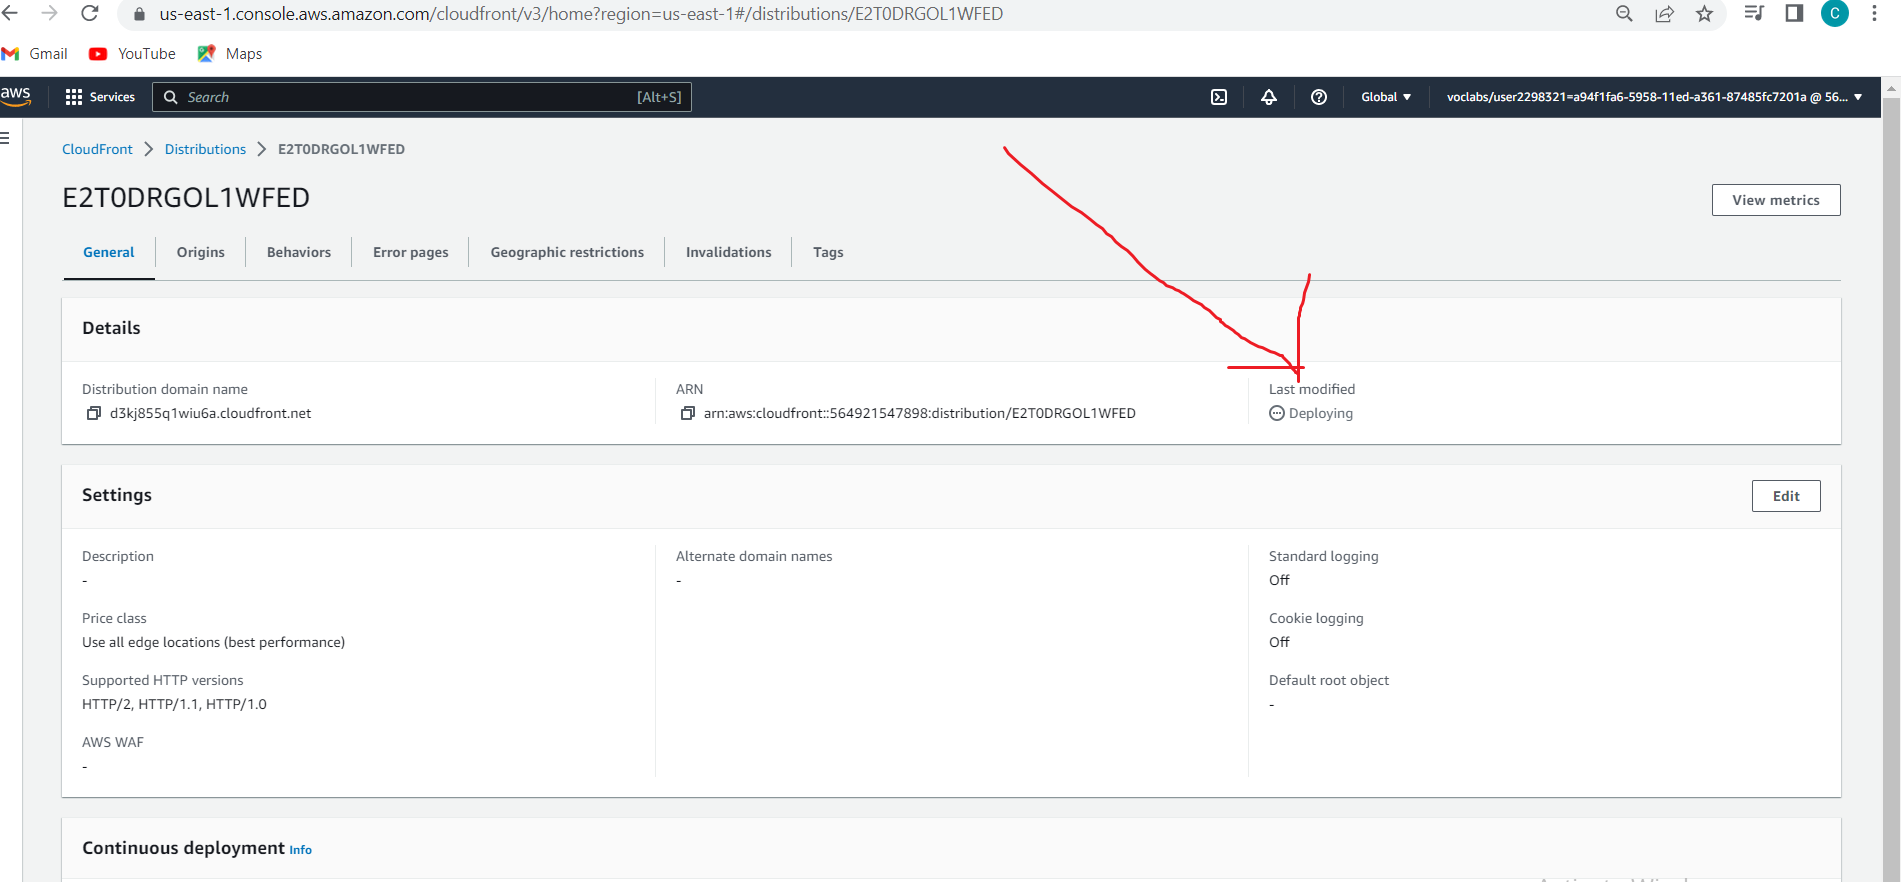 us-east-1.console.aws.amazon.com/cloudfront/v3/home?region=us-east-1#/distributions/E2T0DRGOL1WFED
C
Gmail YouTube Maps
aws Services Search [Alt+S] Global voclabs/user2298321=a94f1fa6-5958-11ed-a361-87485fc7201a @ 56...
CloudFront Distributions E2T0DRGOL1WFED
E2T0DRGOL1WFED
View metrics
General Origins Behaviors Error pages Geographic restrictions Invalidations Tags
Details
Distribution domain name
d3kj855q1wiu6a.cloudfront.net
ARN
arn:aws:cloudfront::564921547898:distribution/E2T0DRGOL1WFED
Last modified
Deploying
Settings
Edit
Description
-
Price class
Use all edge locations (best performance)
Supported HTTP versions
HTTP/2, HTTP/1.1, HTTP/1.0
AWS WAF
-
Alternate domain names
-
Standard logging
Off
Cookie logging
Off
Default root object
-
Continuous deployment Info